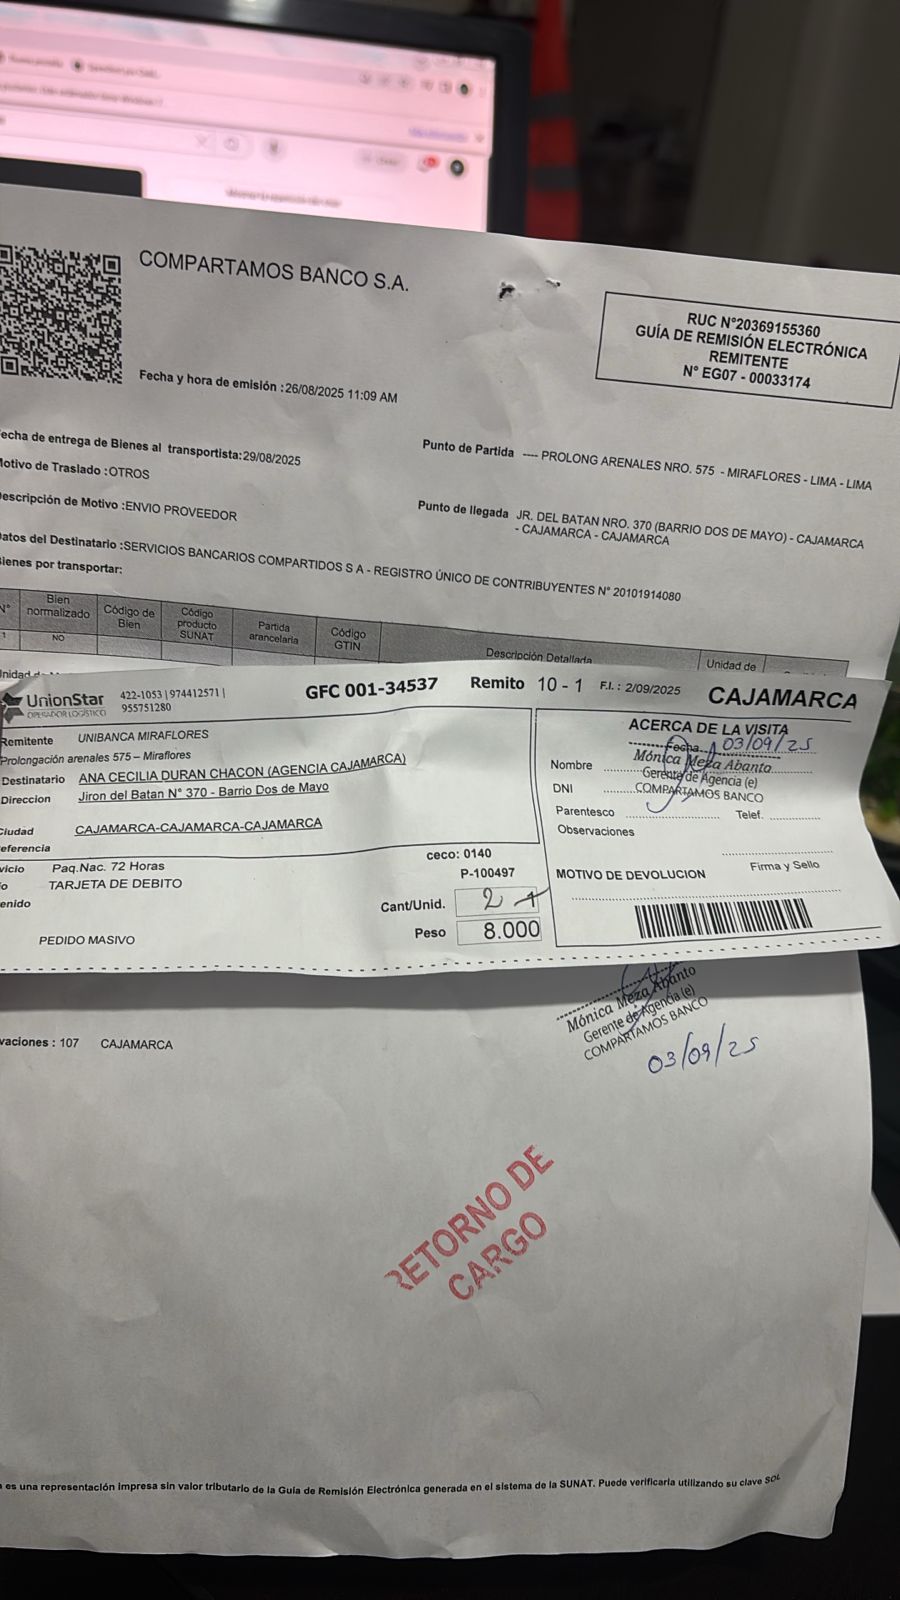 COMPARTAMOS BANCO S.A.
RUC N°20369155360
GUÍA DE REMISIÓN ELECTRÓNICA
REMITENTE
N° EG07 - 00033174
Fecha y hora de emisión :26/08/2025 11:09 AM
echa de entrega de Bienes al transportista:29/08/2025
Motivo de Traslado :OTROS
escripción de Motivo :ENVIO PROVEEDOR
Punto de Partida ---- PROLONG ARENALES NRO. 575 - MIRAFLORES - LIMA - LIMA
Punto de llegada JR. DEL BATAN NRO. 370 (BARRIO DOS DE MAYO) - CAJAMARCA
- CAJAMARCA - CAJAMARCA
Datos del Destinatario :SERVICIOS BANCARIOS COMPARTIDOS S A - REGISTRO ÚNICO DE CONTRIBUYENTES N° 20101914080
Bienes por transportar:
N° Bien normalizado Código de Bien Código producto SUNAT Partida arancelaria Código GTIN Descripción Detallada Unidad de
1 NO
UnionStar
OPERADOR LOGÍSTICO
422-1053 | 974412571 |
955751280
GFC 001-34537 Remito 10 - 1 F.I. : 2/09/2025 CAJAMARCA
Remitente UNIBANCA MIRAFLORES
Prolongación arenales 575 – Miraflores
Destinatario ANA CECILIA DURAN CHACON (AGENCIA CAJAMARCA)
Direccion Jiron del Batan N° 370 - Barrio Dos de Mayo
Ciudad CAJAMARCA-CAJAMARCA-CAJAMARCA
eferencia
vicio Paq.Nac. 72 Horas
o TARJETA DE DEBITO
enido
PEDIDO MASIVO
ceco: 0140
P-100497
Cant/Unid. 2
Peso 8.000
ACERCA DE LA VISITA
Fecha 03/09/25
Nombre Mónica Meza Abanto
Gerente de Agencia (e)
DNI COMPARTAMOS BANCO
Parentesco Telef.
Observaciones
Firma y Sello
MOTIVO DE DEVOLUCION
Mónica Meza Abanto
Gerente de Agencia (e)
COMPARTAMOS BANCO
03/09/25
vaciones : 107 CAJAMARCA
RETORNO DE
CARGO
es una representación impresa sin valor tributario de la Guía de Remisión Electrónica generada en el sistema de la SUNAT. Puede verificarla utilizando su clave SOL